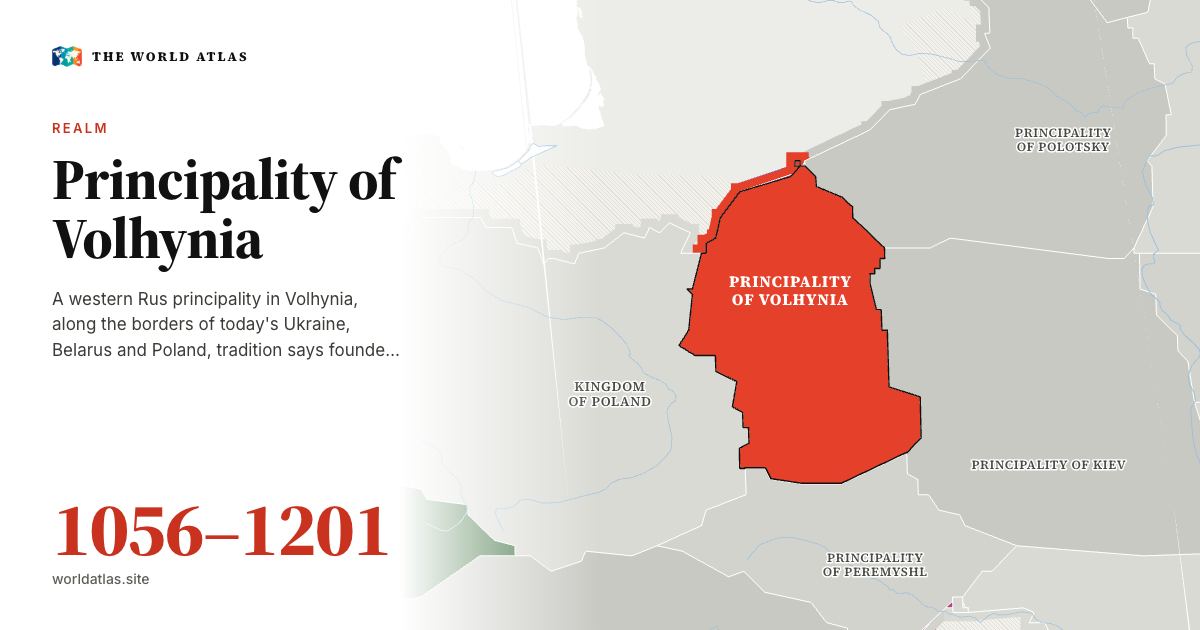 THE WORLD ATLAS
REALM
Principality of
Volhynia
A western Rus principality in Volhynia,
along the borders of today's Ukraine,
Belarus and Poland, tradition says founde...
1056–1201
worldatlas.site
PRINCIPALITY
OF POLOTSKY
PRINCIPALITY
OF VOLHYNIA
KINGDOM
OF POLAND
PRINCIPALITY OF KIEV
PRINCIPALITY
OF PEREMYSHL